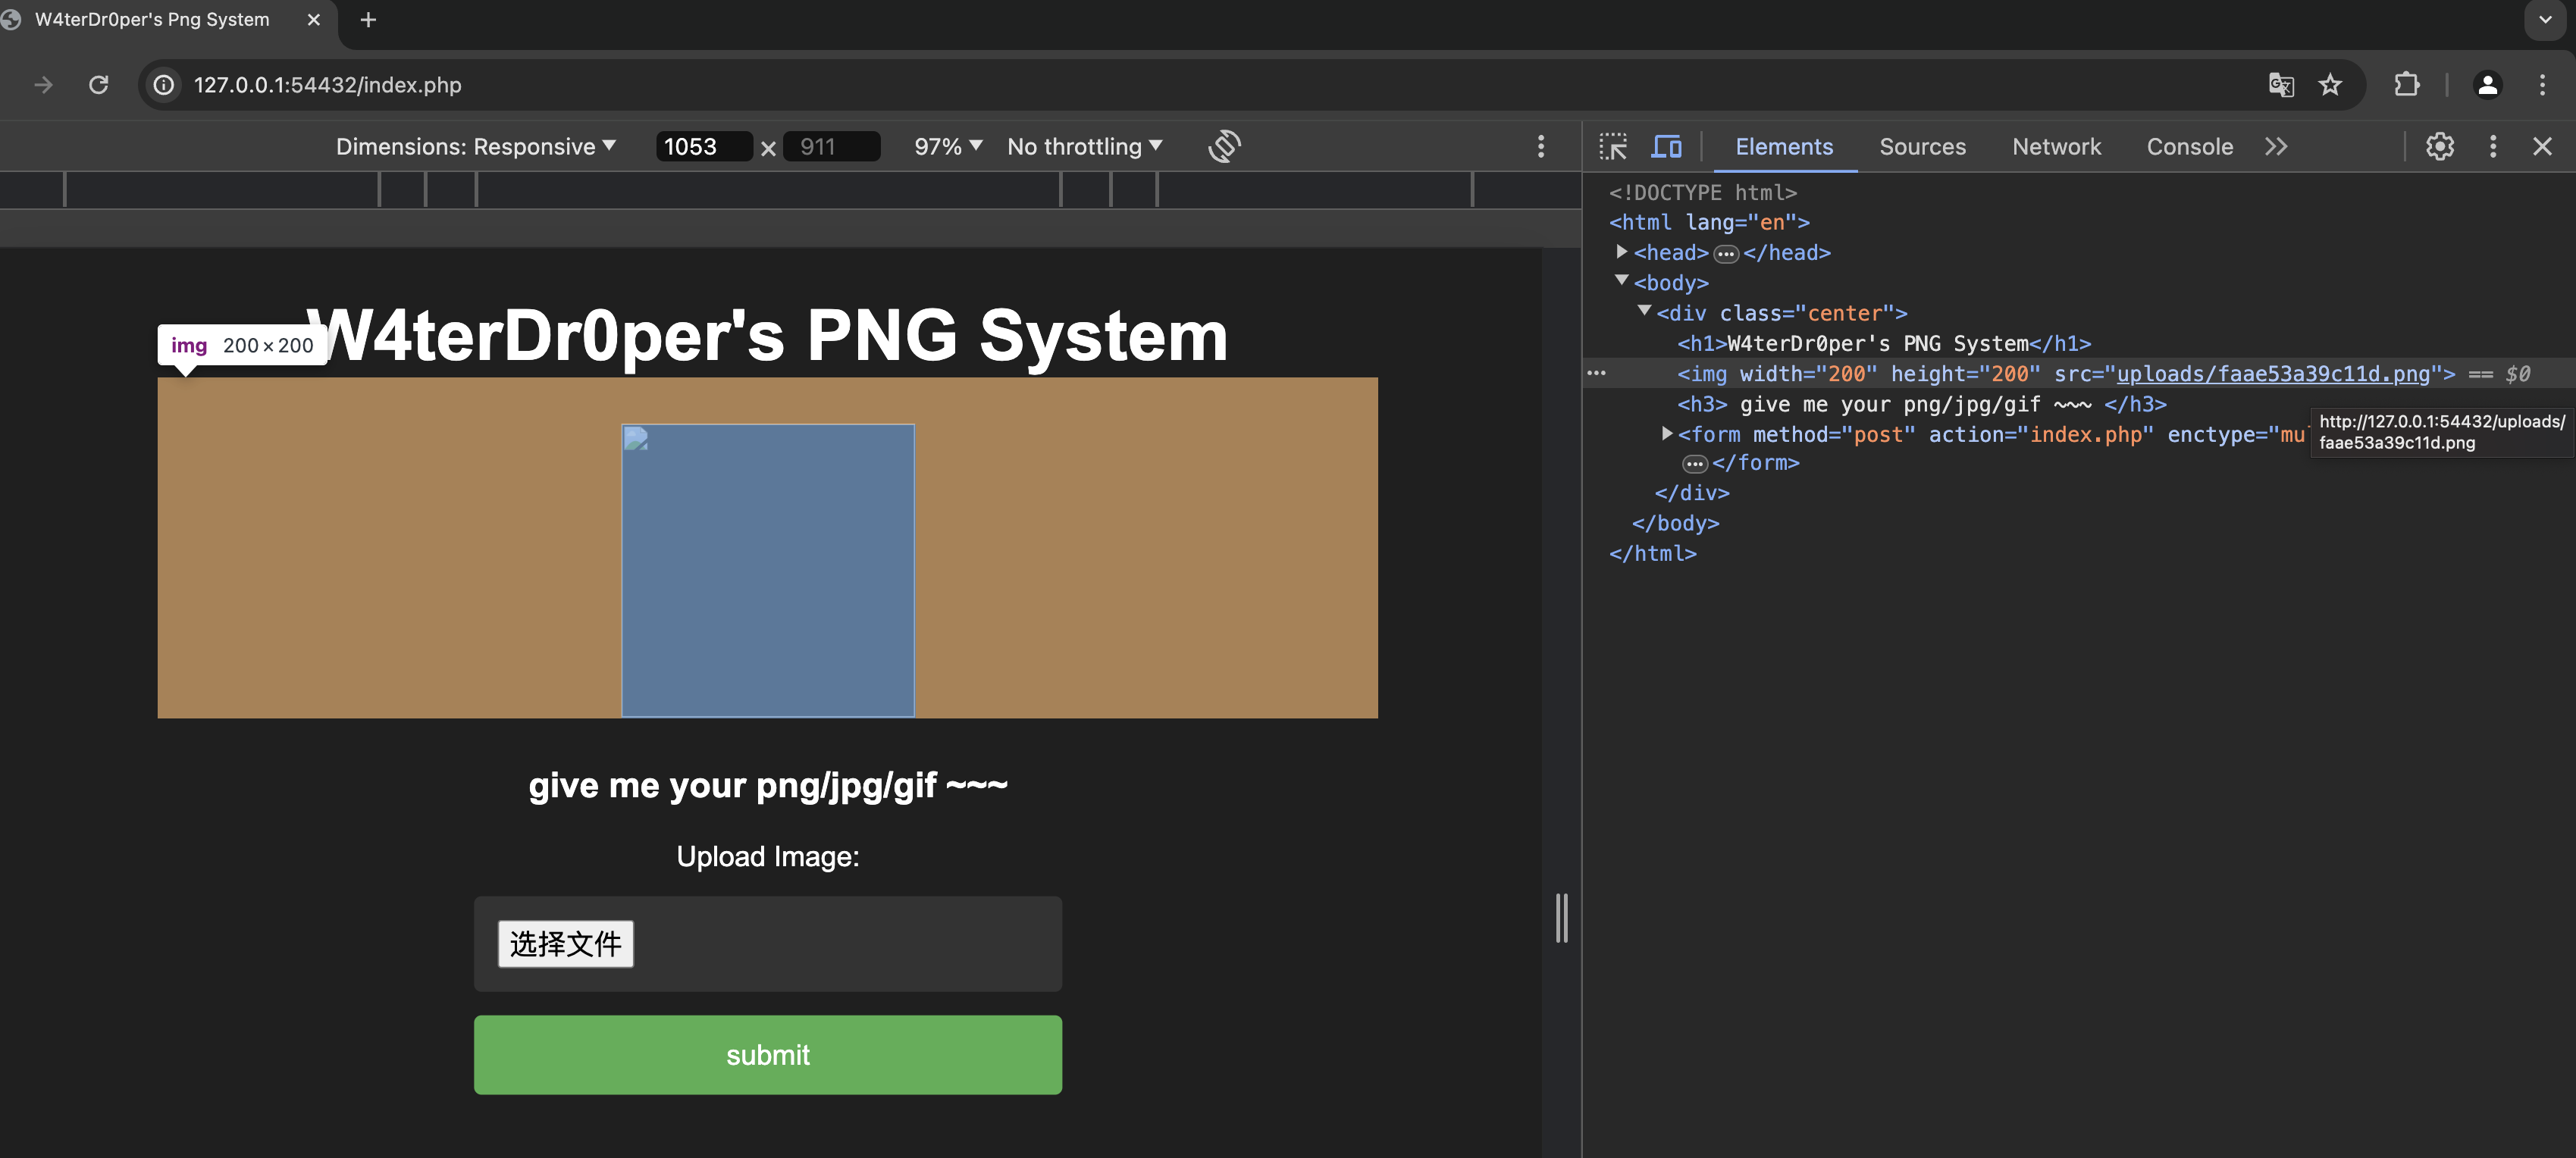 W4terDr0per's Png System
127.0.0.1:54432/index.php
Dimensions: Responsive 1053 × 911 97% No throttling
Elements Sources Network Console
W4terDr0per's PNG System
img 200×200
give me your png/jpg/gif ~~~
Upload Image:
选择文件
submit
<!DOCTYPE html>
<html lang="en">
<head> </head>
<body>
<div class="center">
<h1>W4terDr0per's PNG System</h1>
<img width="200" height="200" src="uploads/faae53a39c11d.png"> == $0
<h3> give me your png/jpg/gif ~~~ </h3>
<form method="post" action="index.php" enctype="mu
</form>
</div>
</body>
</html>
http://127.0.0.1:54432/uploads/
faae53a39c11d.png